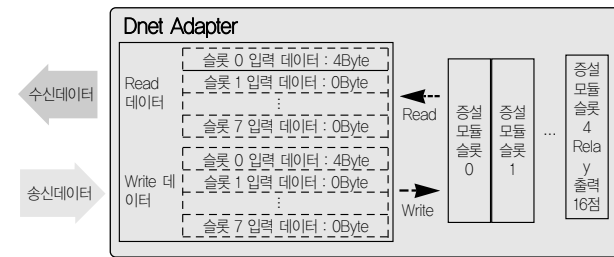 Dnet Adapter
수신데이터
송신데이터
Read
데이터
슬롯 0 입력 데이터 : 4Byte
슬롯 1 입력 데이터 : 0Byte
⋮
슬롯 7 입력 데이터 : 0Byte
Write 데
이터
슬롯 0 입력 데이터 : 4Byte
슬롯 1 입력 데이터 : 0Byte
⋮
슬롯 7 입력 데이터 : 0Byte
Read
Write
증설
모듈
슬롯
0
증설
모듈
슬롯
1
...
증설
모듈
슬롯
4
Rela
y
출력
16점